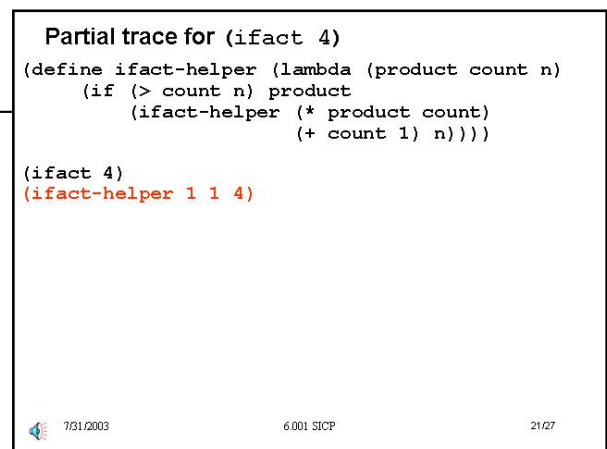 Partial trace for (ifact 4)
(define ifact-helper (lambda (product count n)
(if (> count n) product
(ifact-helper (* product count)
(+ count 1) n))))
(ifact 4)
(ifact-helper 1 1 4)
7/31/2003 6.001 SICP 21/27